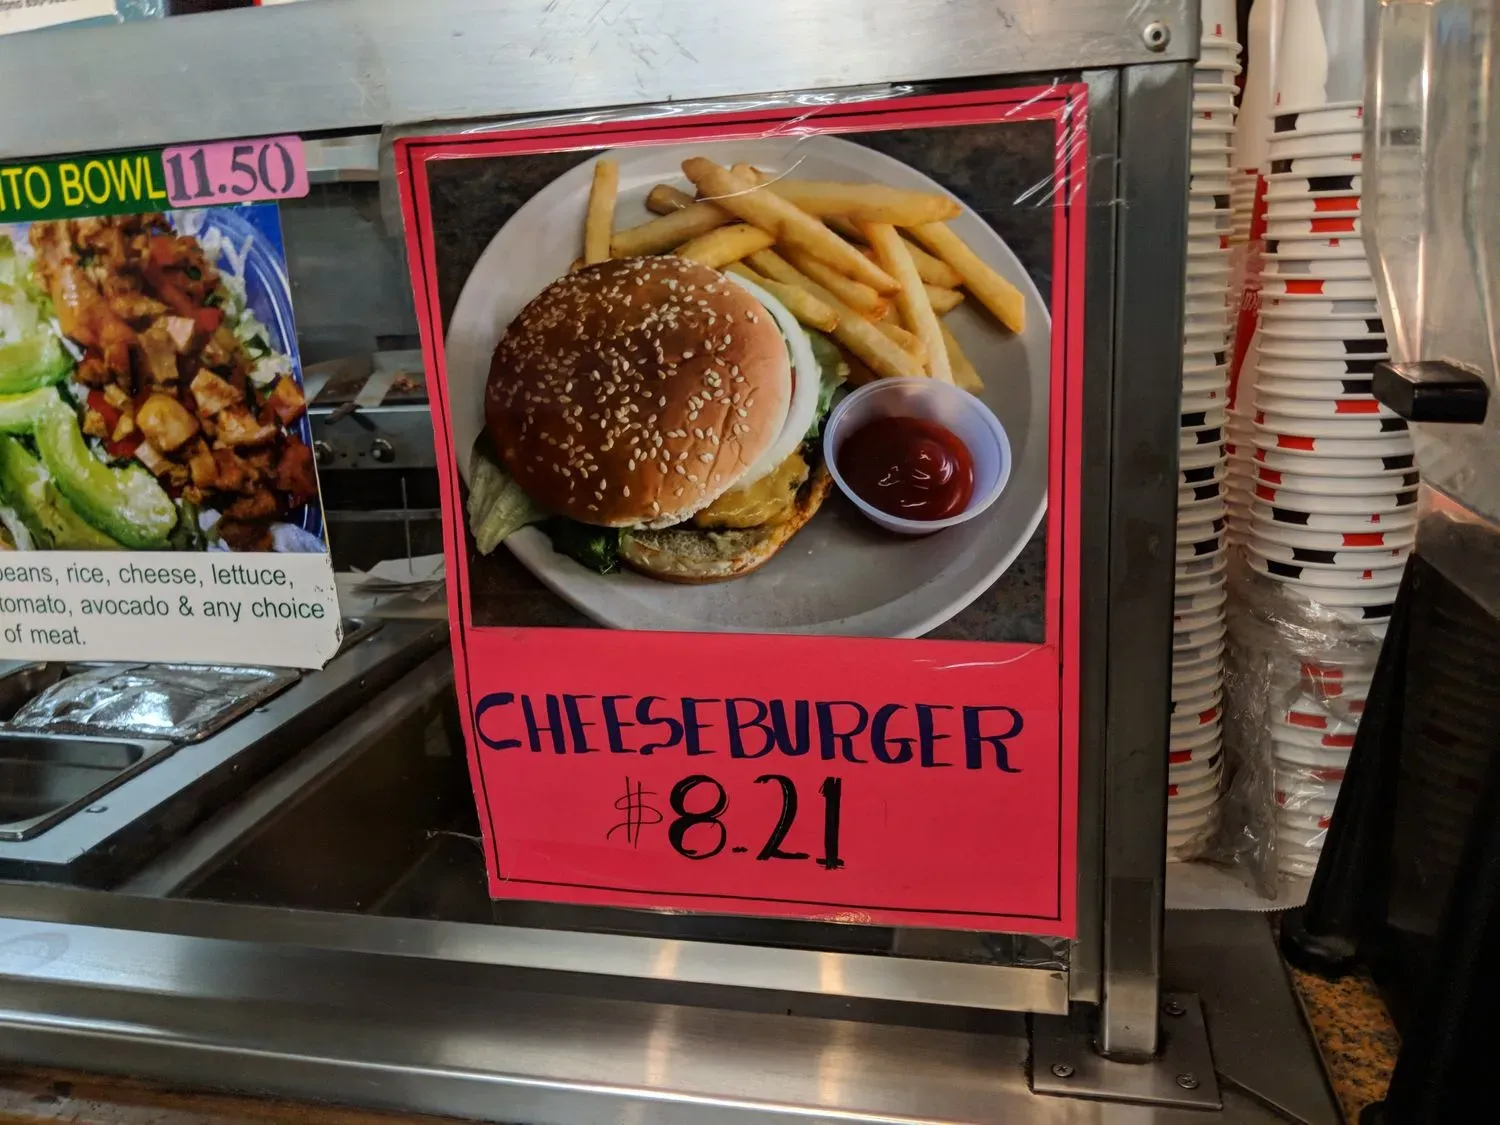 TO BOWL 11.50
beans, rice, cheese, lettuce,
tomato, avocado & any choice
of meat.
CHEESEBURGER
$8.21